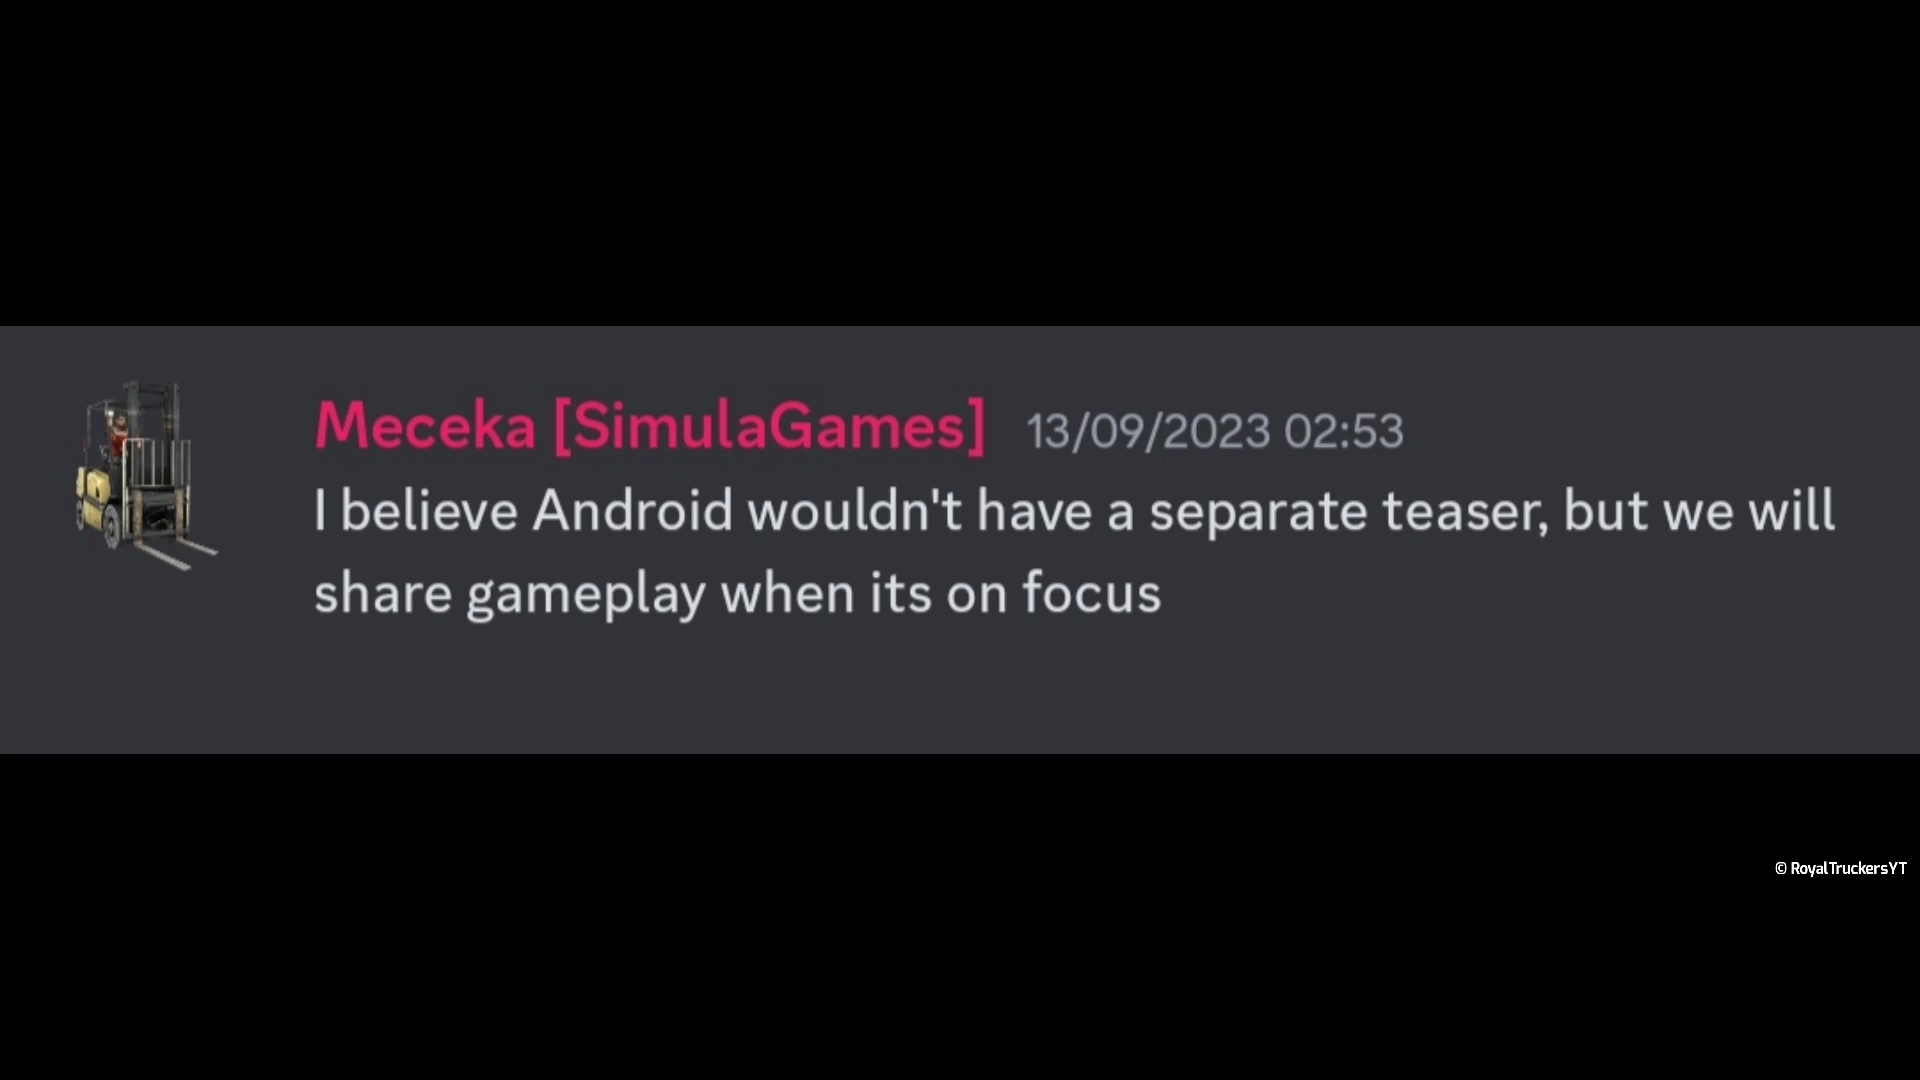 Meceka [SimulaGames] 13/09/2023 02:53
I believe Android wouldn't have a separate teaser, but we will
share gameplay when its on focus
© RoyalTruckersYT